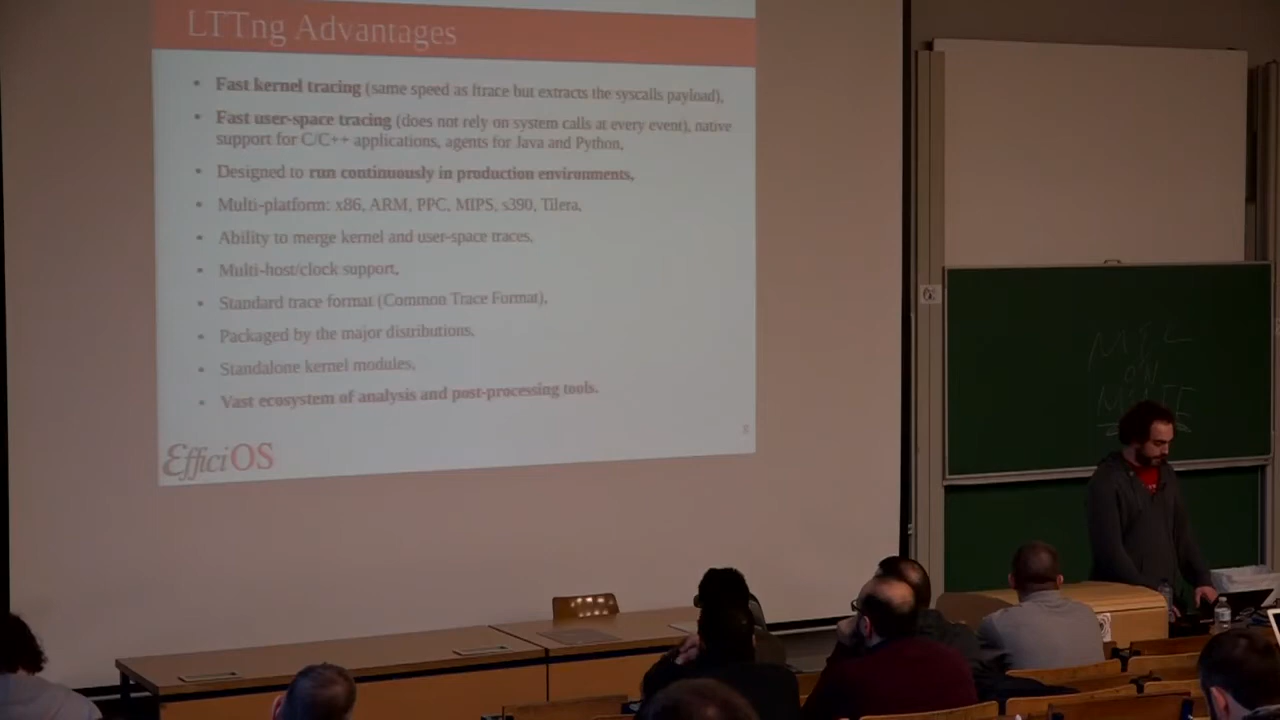 LTTng Advantages
• Fast kernel tracing (same speed as ftrace but extracts the syscalls payload),
• Fast user-space tracing (does not rely on system calls at every event), native
support for C/C++ applications, agents for Java and Python,
• Designed to run continuously in production environments,
• Multi-platform: x86, ARM, PPC, MIPS, s390, Tilera,
• Ability to merge kernel and user-space traces,
• Multi-host/clock support,
• Standard trace format (Common Trace Format),
• Packaged by the major distributions,
• Standalone kernel modules,
• Vast ecosystem of analysis and post-processing tools.
EfficiOS
ON